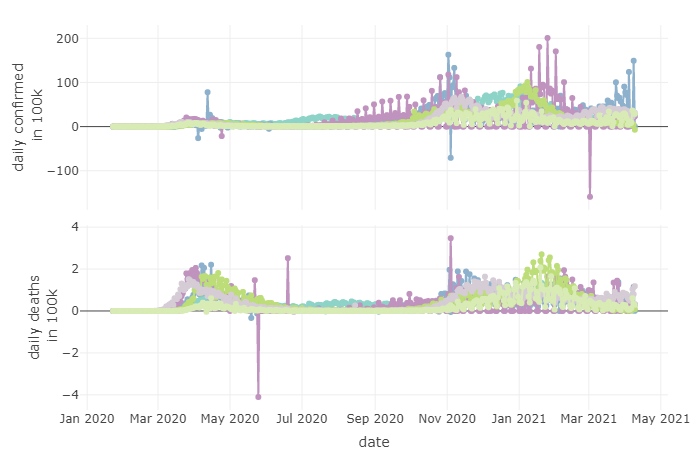 daily confirmed
in 100k
200
100
0
−100
daily deaths
in 100k
4
2
0
−2
−4
Jan 2020 Mar 2020 May 2020 Jul 2020 Sep 2020 Nov 2020 Jan 2021 Mar 2021 May 2021
date